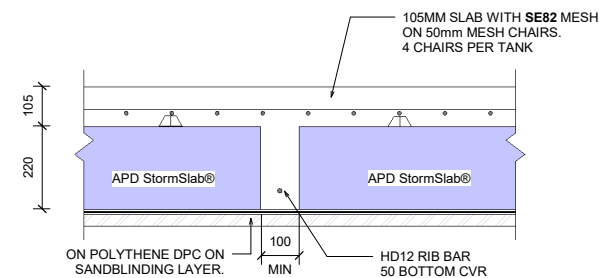 105MM SLAB WITH SE82 MESH
ON 50mm MESH CHAIRS.
4 CHAIRS PER TANK
105
220
APD StormSlab®
APD StormSlab®
ON POLYTHENE DPC ON
SANDBLINDING LAYER.
100
MIN
HD12 RIB BAR
50 BOTTOM CVR